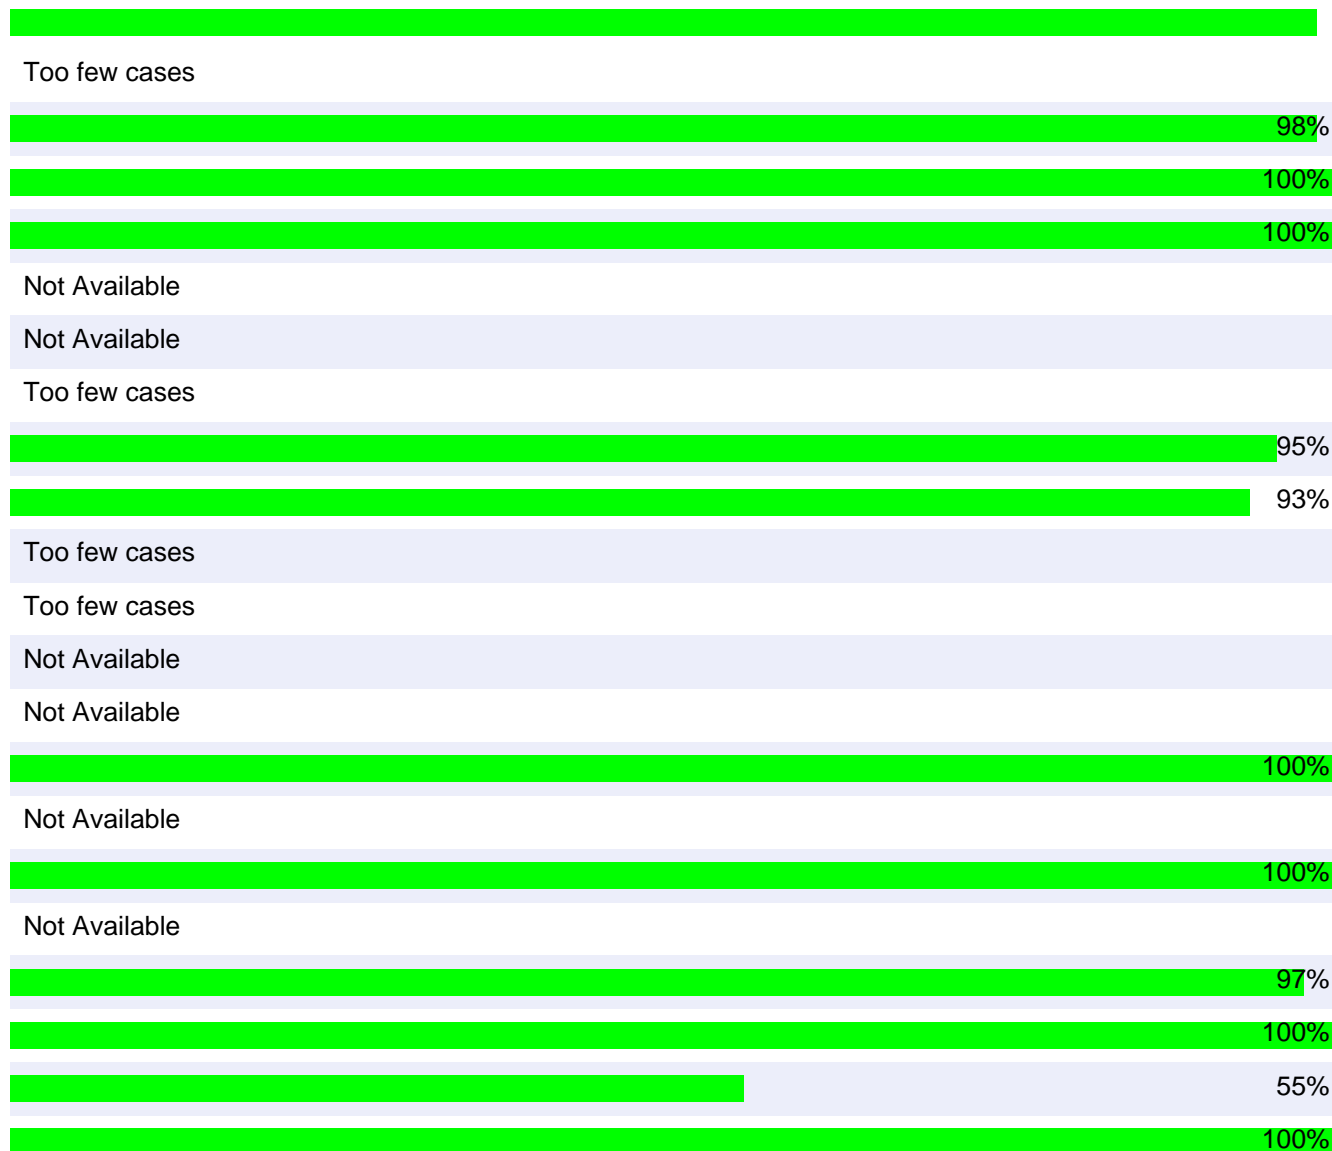 Too few cases
98%
100%
100%
Not Available
Not Available
Too few cases
95%
93%
Too few cases
Too few cases
Not Available
Not Available
100%
Not Available
100%
Not Available
97%
100%
55%
100%